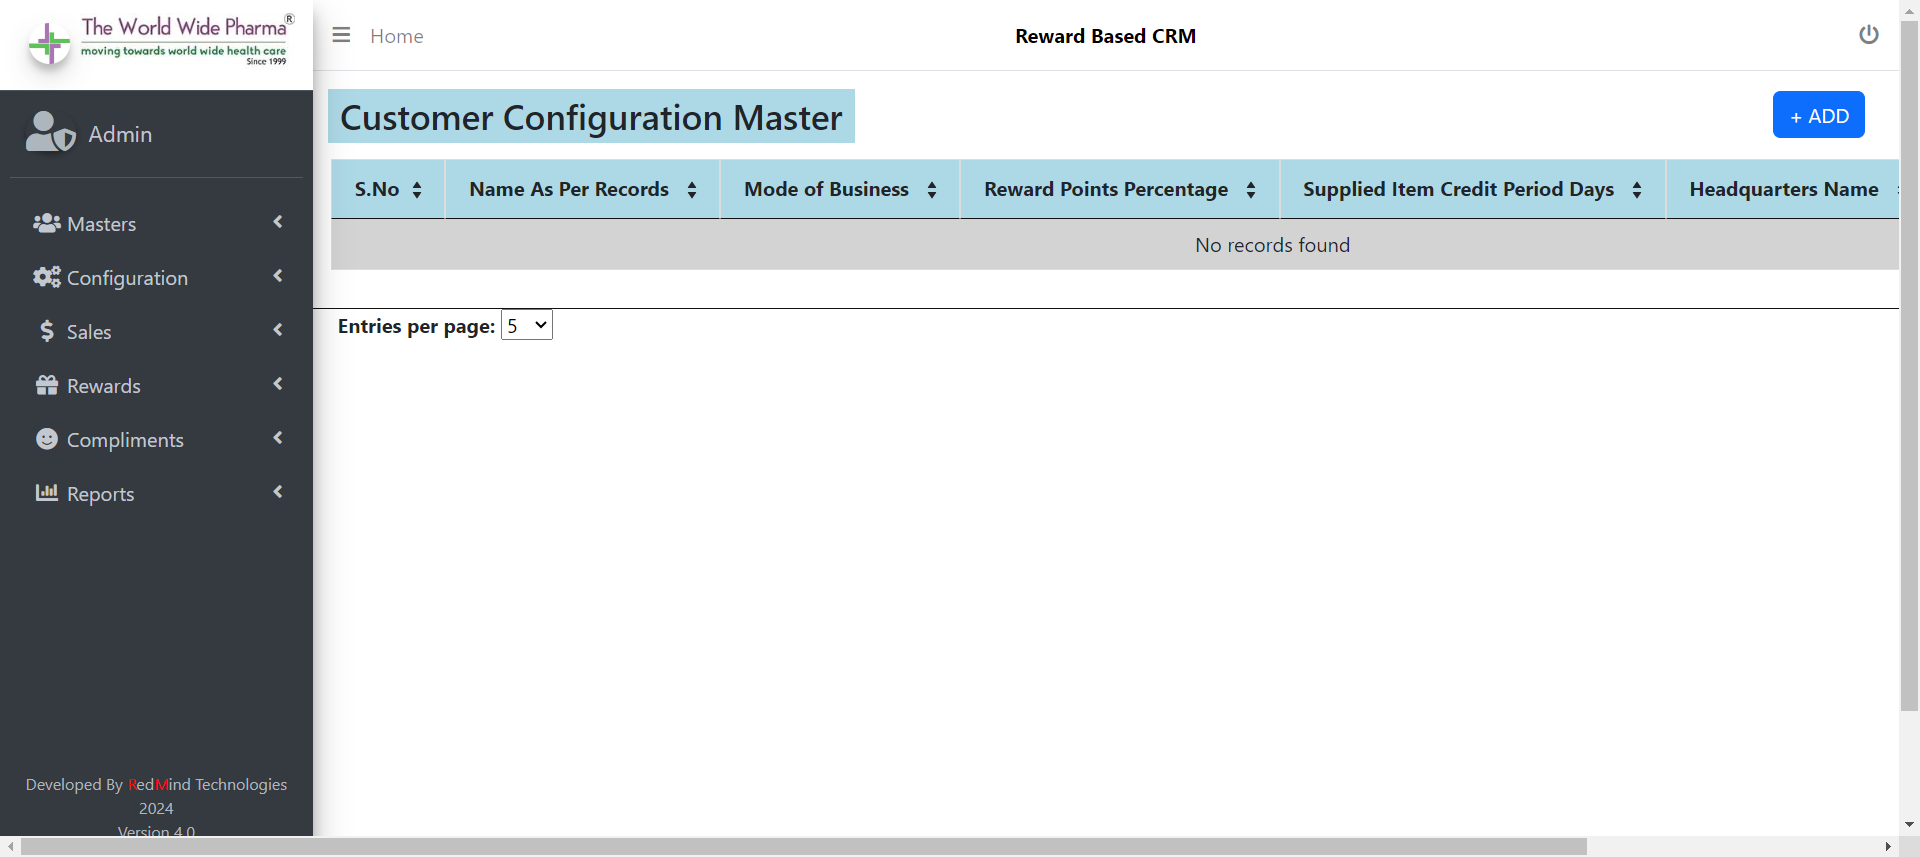 The World Wide Pharma®
moving towards world wide health care
Since 1999
Home
Reward Based CRM
Admin
Customer Configuration Master
+ ADD
S.No Name As Per Records Mode of Business Reward Points Percentage Supplied Item Credit Period Days Headquarters Name
No records found
Entries per page: 5
Masters
Configuration
Sales
Rewards
Compliments
Reports
Developed By RedMind Technologies
2024
Version 4.0